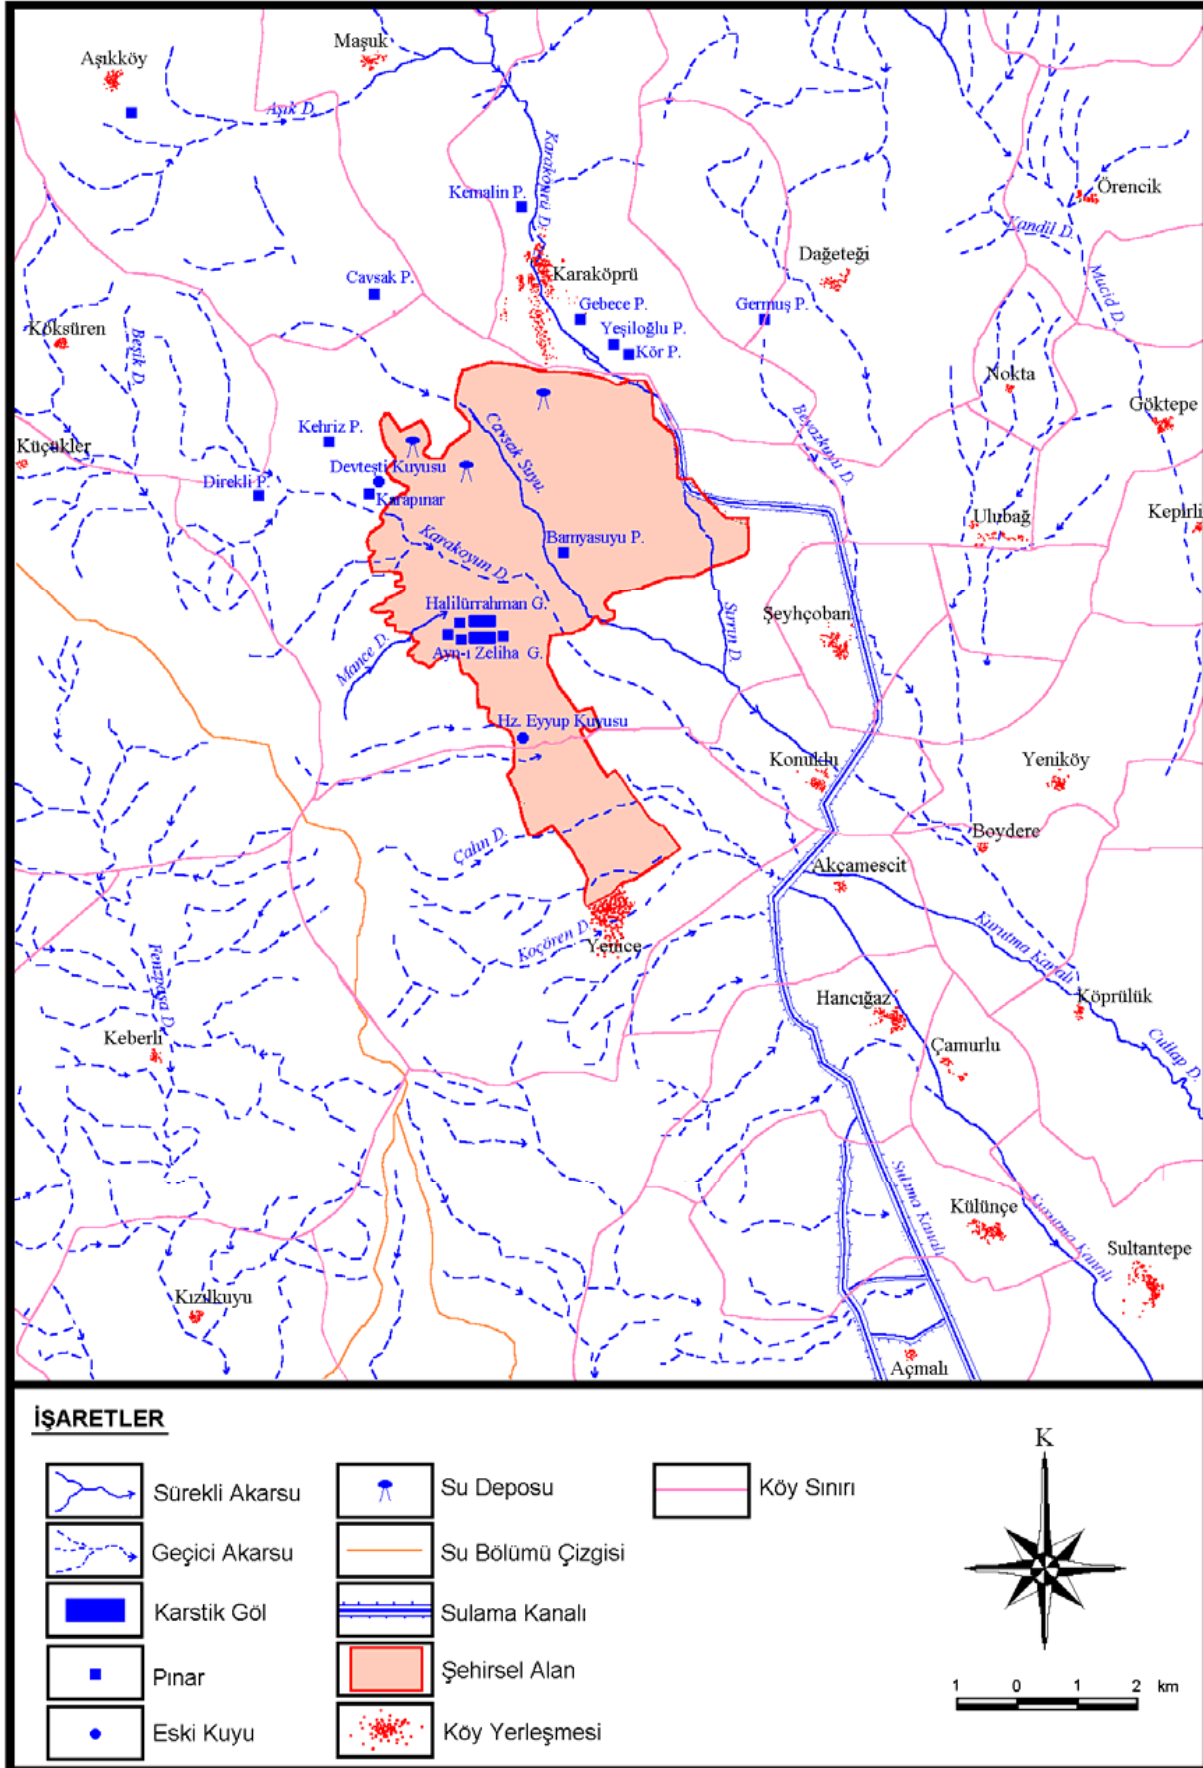 Maşuk
Aşıkköy
Aşık D.
Karaköprü D.
Kemalin P.
Örencik
Kandil D.
Dağeteği
Karaköprü
Cavsak P.
Mucid D.
Gebece P.
Germuş P.
Köksüren
Yeşiloğlu P.
Kör P.
Beşik D.
Nokta
Göktepe
Beyazkuyu D.
Cavsak Suyu.
Kehriz P.
Küçükler
Devteşti Kuyusu
Direkli P.
Karapınar
Ulubağ
Kepirli
Karakoyun D.
Bamyasuyu P.
Halilürrahman G.
Şeyhçoban
Sırrın D.
Mance D.
Ayn-ı Zeliha G.
Hz. Eyyup Kuyusu
Konuklu
Yeniköy
Boydere
Çalın D.
Akçamescit
Koçören D.
Yenice
Kurutma Kanalı
Hancığaz
Köprülük
Keberli
Çamurlu
Cullap D.
Sulama Kanalı
Külünçe
Kurutma Kanalı
Sultantepe
Kızılkuyu
Açmalı
İŞARETLER
K
Sürekli Akarsu
Su Deposu
Köy Sınırı
Geçici Akarsu
Su Bölümü Çizgisi
Karstik Göl
Sulama Kanalı
Pınar
Şehirsel Alan
Eski Kuyu
Köy Yerleşmesi
1 0 1 2 km